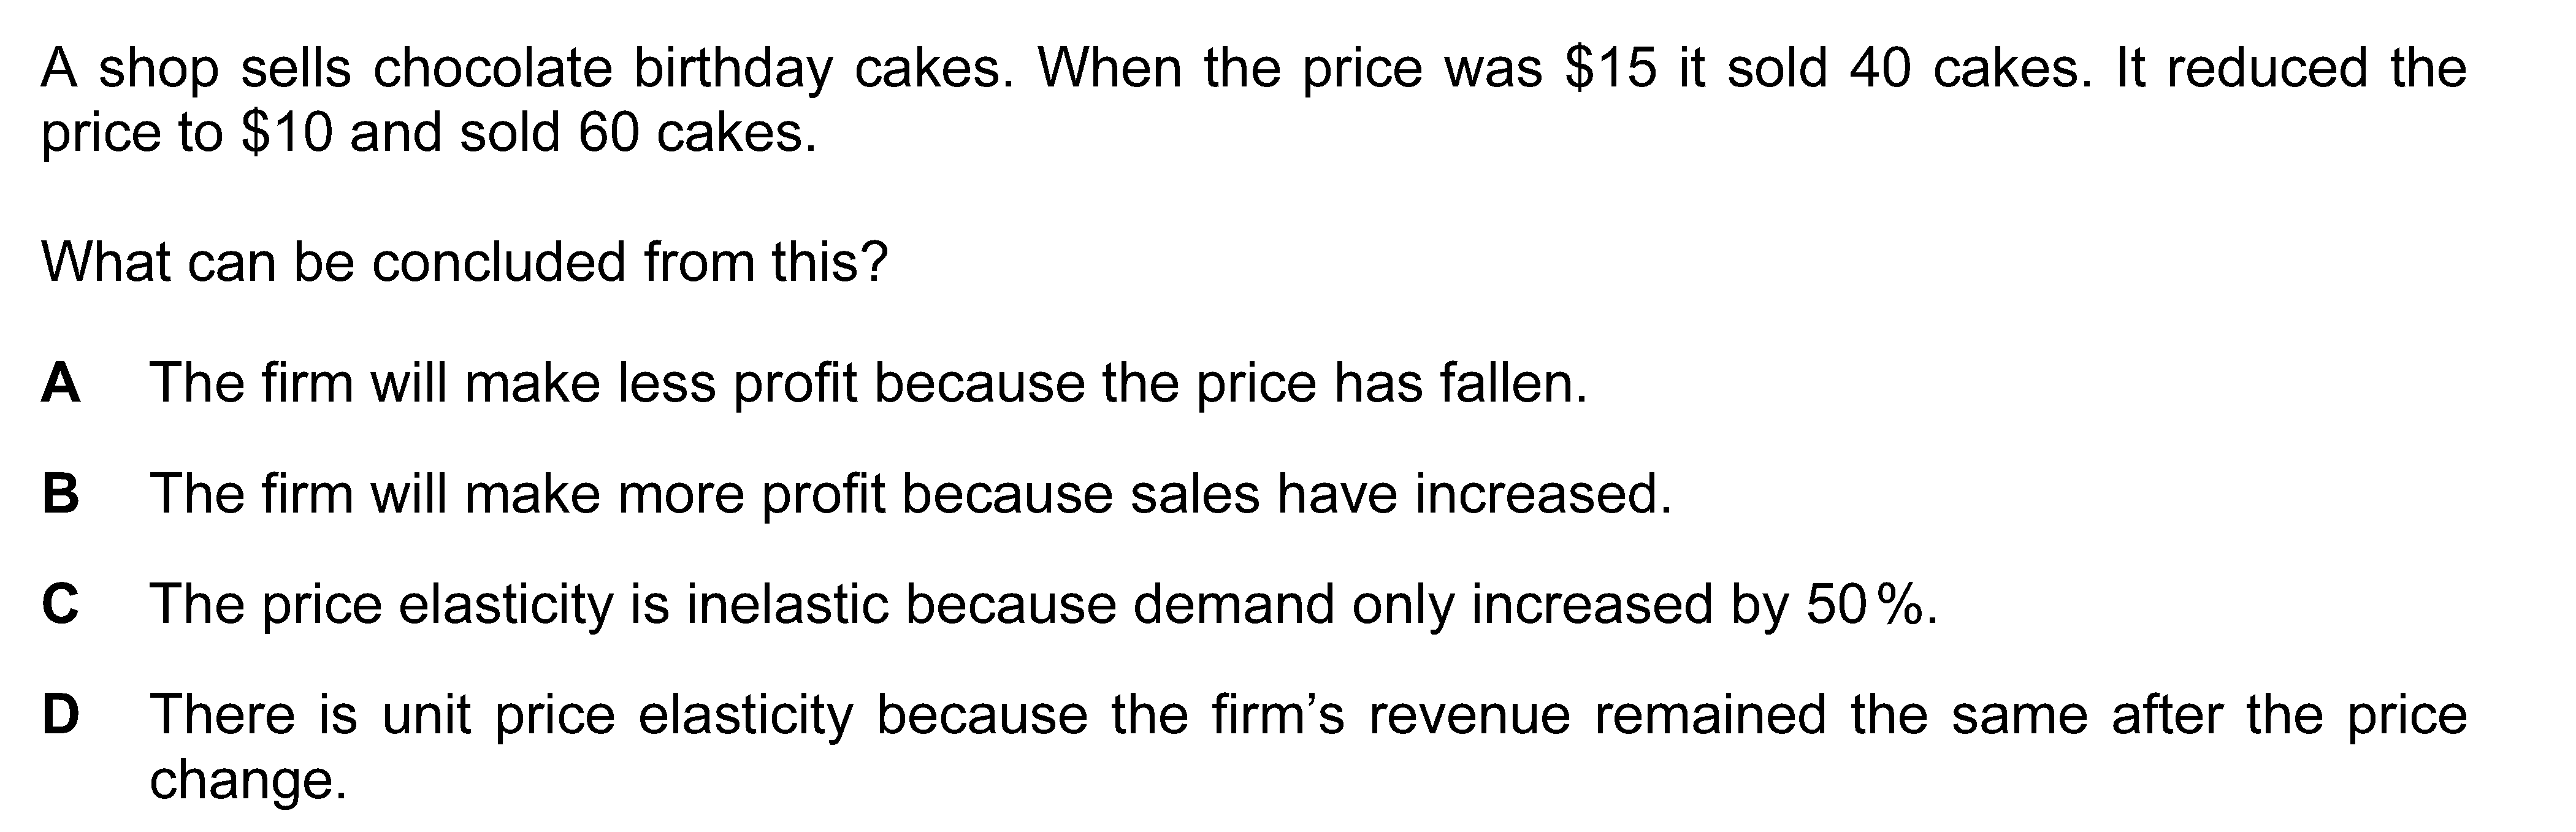 A shop sells chocolate birthday cakes. When the price was $15 it sold 40 cakes. It reduced the
price to $10 and sold 60 cakes.
What can be concluded from this?
A The firm will make less profit because the price has fallen.
B The firm will make more profit because sales have increased.
C The price elasticity is inelastic because demand only increased by 50%.
D There is unit price elasticity because the firm’s revenue remained the same after the price
change.